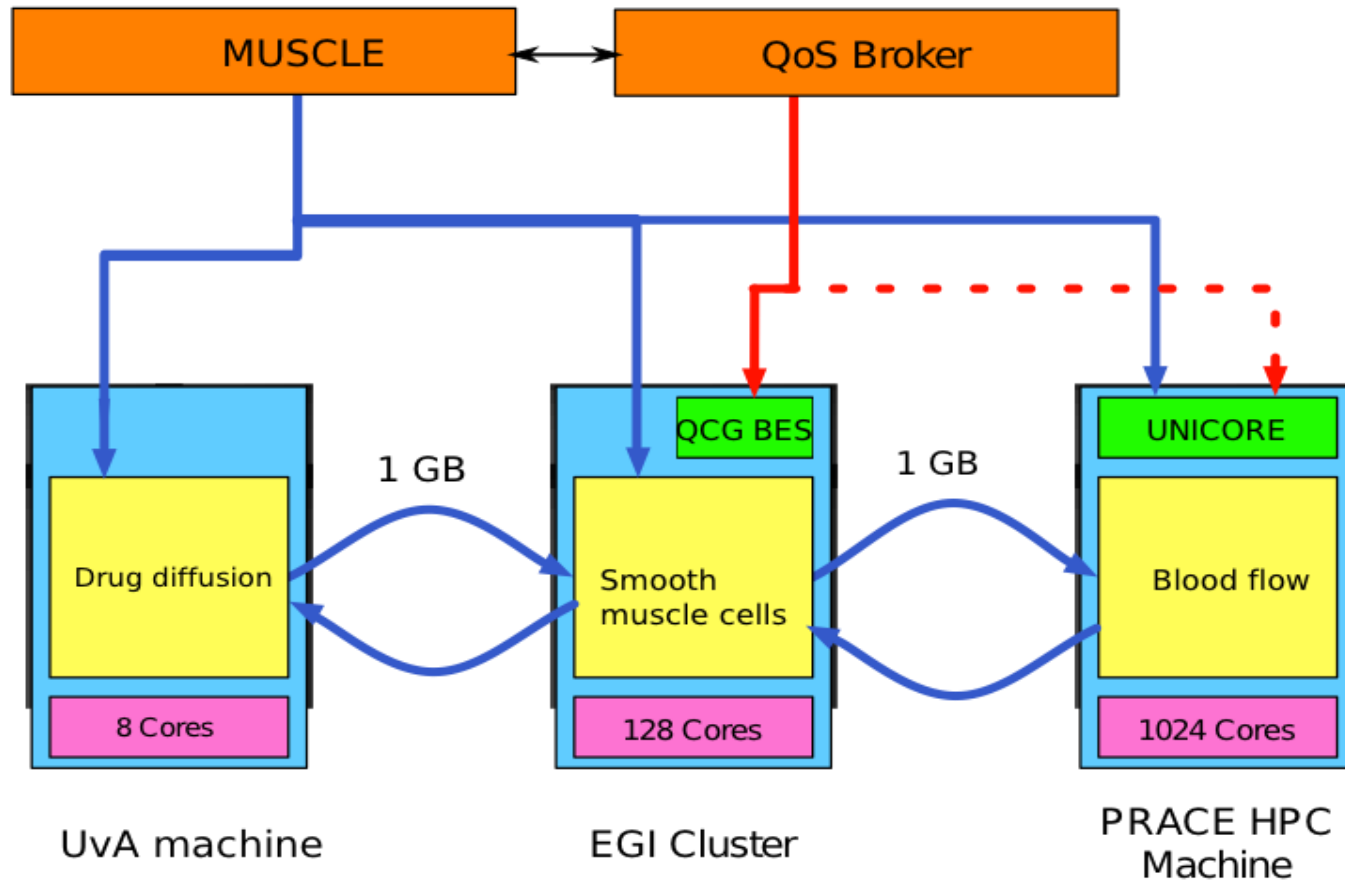 MUSCLE
QoS Broker
QCG BES
UNICORE
1 GB
1 GB
Drug diffusion
Smooth
muscle cells
Blood flow
8 Cores
128 Cores
1024 Cores
UvA machine
EGI Cluster
PRACE HPC
Machine